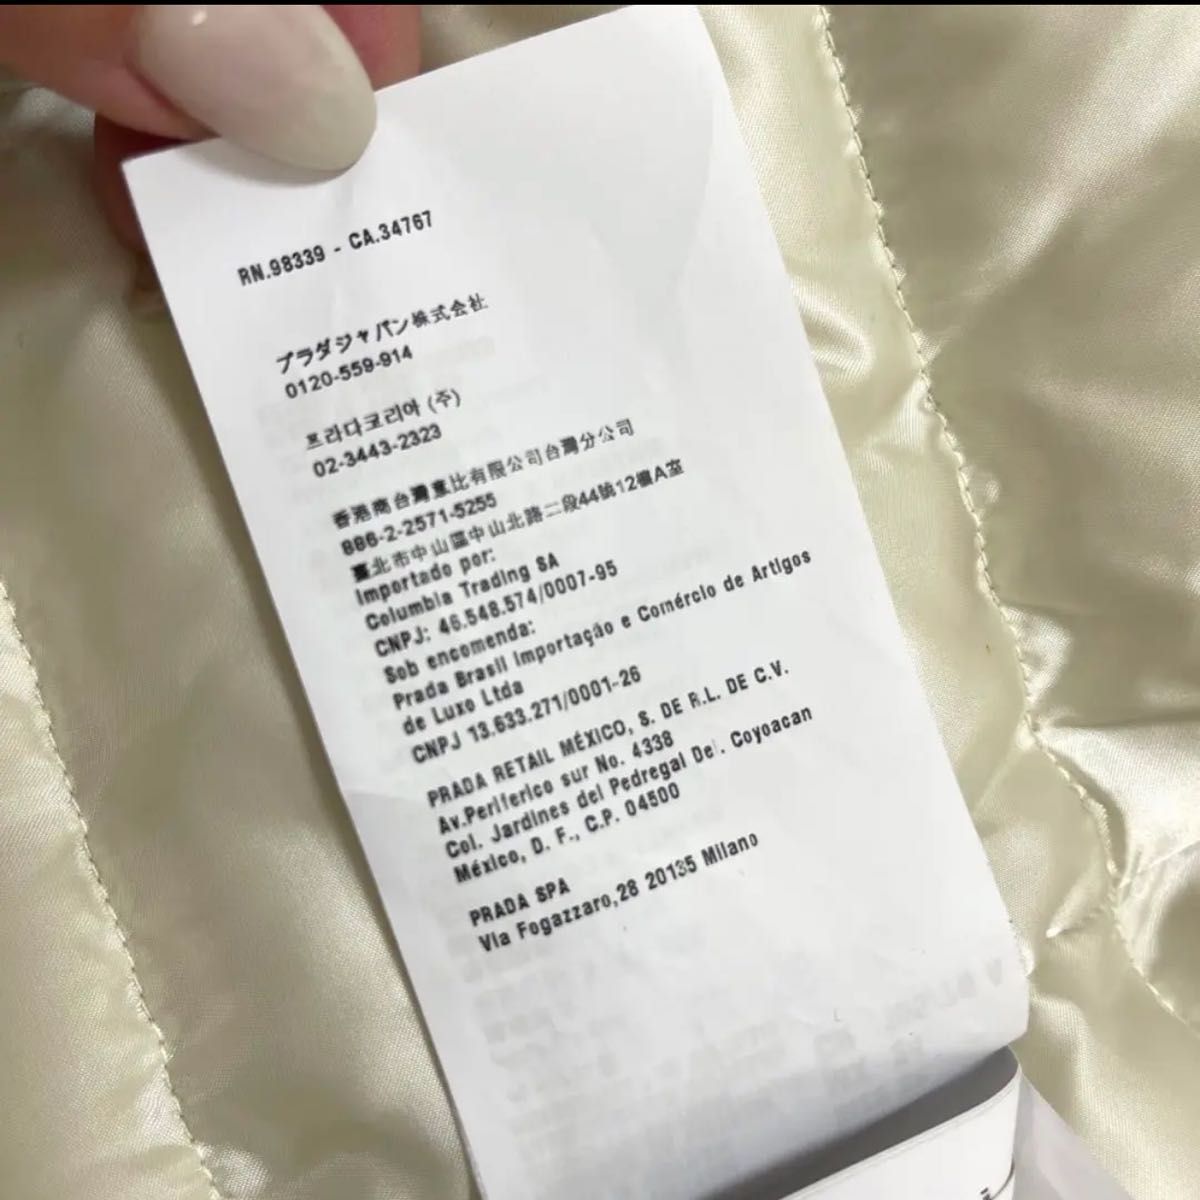 RN.98339 - CA.34767
プラダジャパン株式会社
0120-559-914
프라다코리아 (주)
02-3443-2323
香港商台灣惠比有限公司台灣分公司
886-2-2571-5255
臺北市中山區中山北路二段44號12樓A室
Importado por:
Columbia Trading SA
CNPJ: 46.548.574/0007-95
Sob encomenda:
Prada Brasil Importação e Comércio de Artigos
de Luxo Ltda
CNPJ 13.633.271/0001-26
PRADA RETAIL MÉXICO, S. DE R.L. DE C.V.
Av.Periferico sur No. 4338
Col. Jardines del Pedregal Del. Coyoacan
México, D. F., C.P. 04500
PRADA SPA
Via Fogazzaro,28 20135 Milano